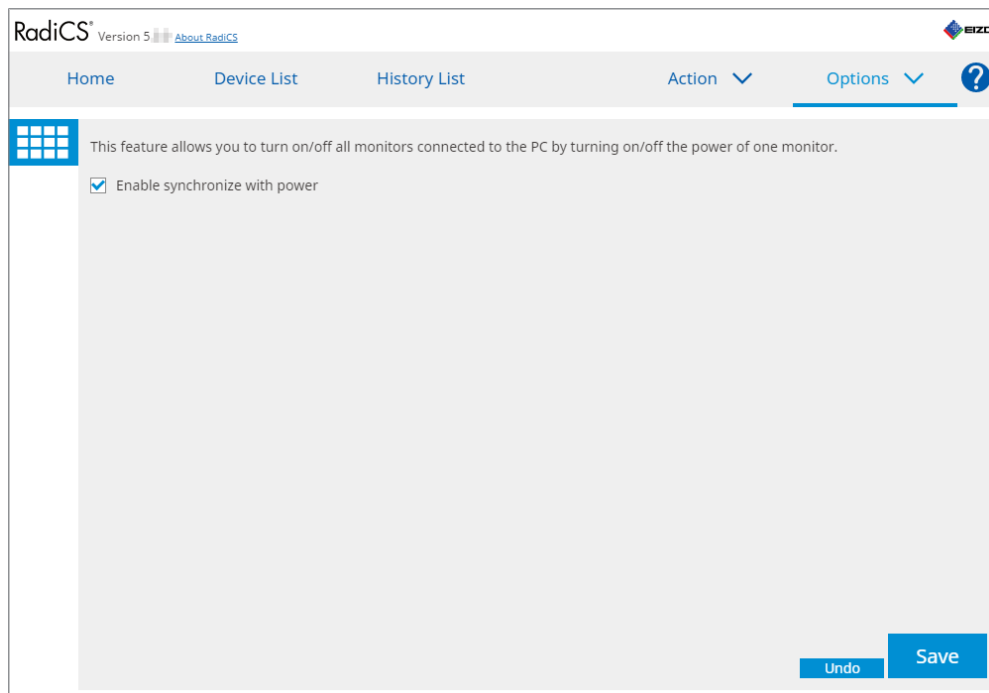 RadiCS® Version 5. About RadiCS
EIZO
Home Device List History List Action Options ?
This feature allows you to turn on/off all monitors connected to the PC by turning on/off the power of one monitor.
Enable synchronize with power
Undo
Save